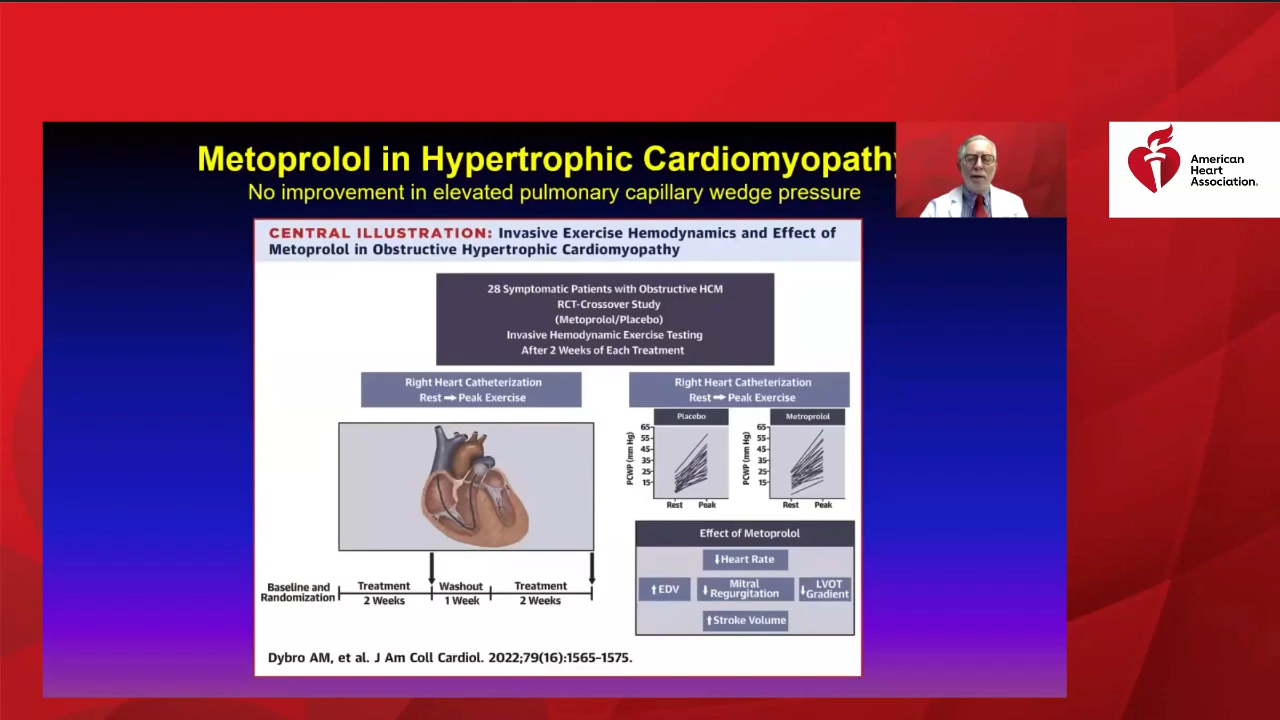 Metoprolol in Hypertrophic Cardiomyopathy
No improvement in elevated pulmonary capillary wedge pressure
American
Heart
Association.
CENTRAL ILLUSTRATION: Invasive Exercise Hemodynamics and Effect of
Metoprolol in Obstructive Hypertrophic Cardiomyopathy
28 Symptomatic Patients with Obstructive HCM
RCT-Crossover Study
(Metoprolol/Placebo)
Invasive Hemodynamic Exercise Testing
After 2 Weeks of Each Treatment
Right Heart Catheterization
Rest ➡ Peak Exercise
Right Heart Catheterization
Rest ➡ Peak Exercise
Placebo
PCWP (mm Hg)
65
55
45
35
25
15
Rest Peak
Metroprolol
PCWP (mm Hg)
65
55
45
35
25
15
Rest Peak
Baseline and
Randomization
Treatment
2 Weeks
Washout
1 Week
Treatment
2 Weeks
Effect of Metoprolol
⬇Heart Rate
⬆EDV
⬇Mitral
Regurgitation
⬇LVOT
Gradient
⬆Stroke Volume
Dybro AM, et al. J Am Coll Cardiol. 2022;79(16):1565–1575.